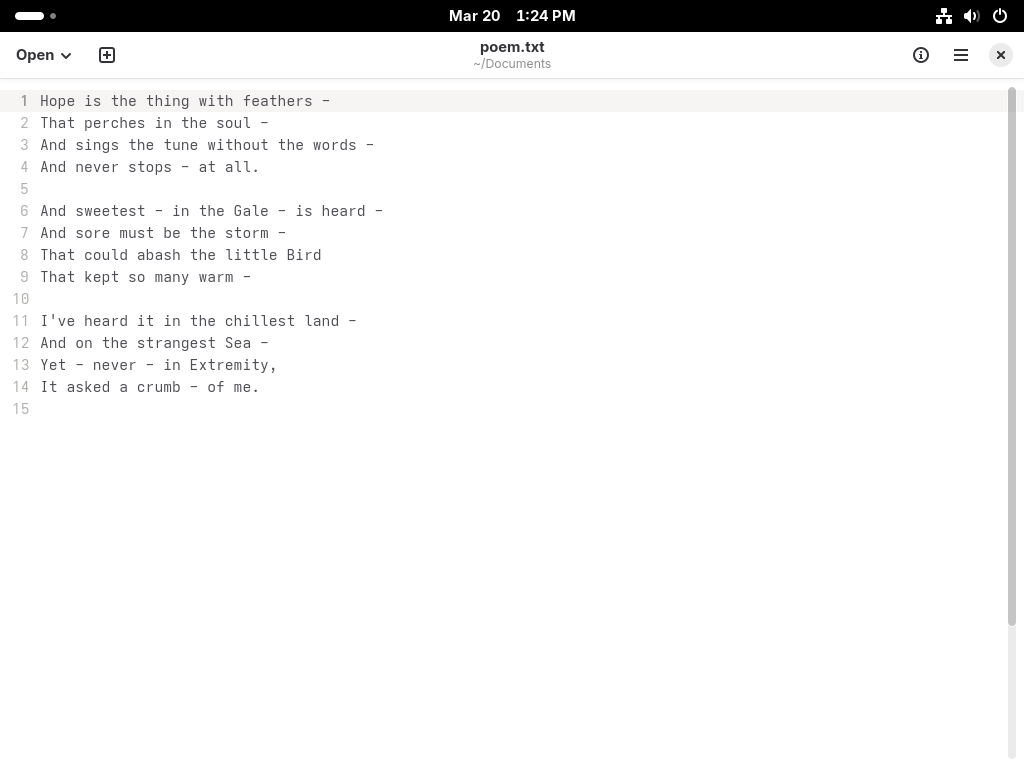 Mar 20 1:24 PM
Open
poem.txt
~/Documents
1 Hope is the thing with feathers –
2 That perches in the soul –
3 And sings the tune without the words –
4 And never stops – at all.
5
6 And sweetest – in the Gale – is heard –
7 And sore must be the storm –
8 That could abash the little Bird
9 That kept so many warm –
10
11 I've heard it in the chillest land –
12 And on the strangest Sea –
13 Yet – never – in Extremity,
14 It asked a crumb – of me.
15